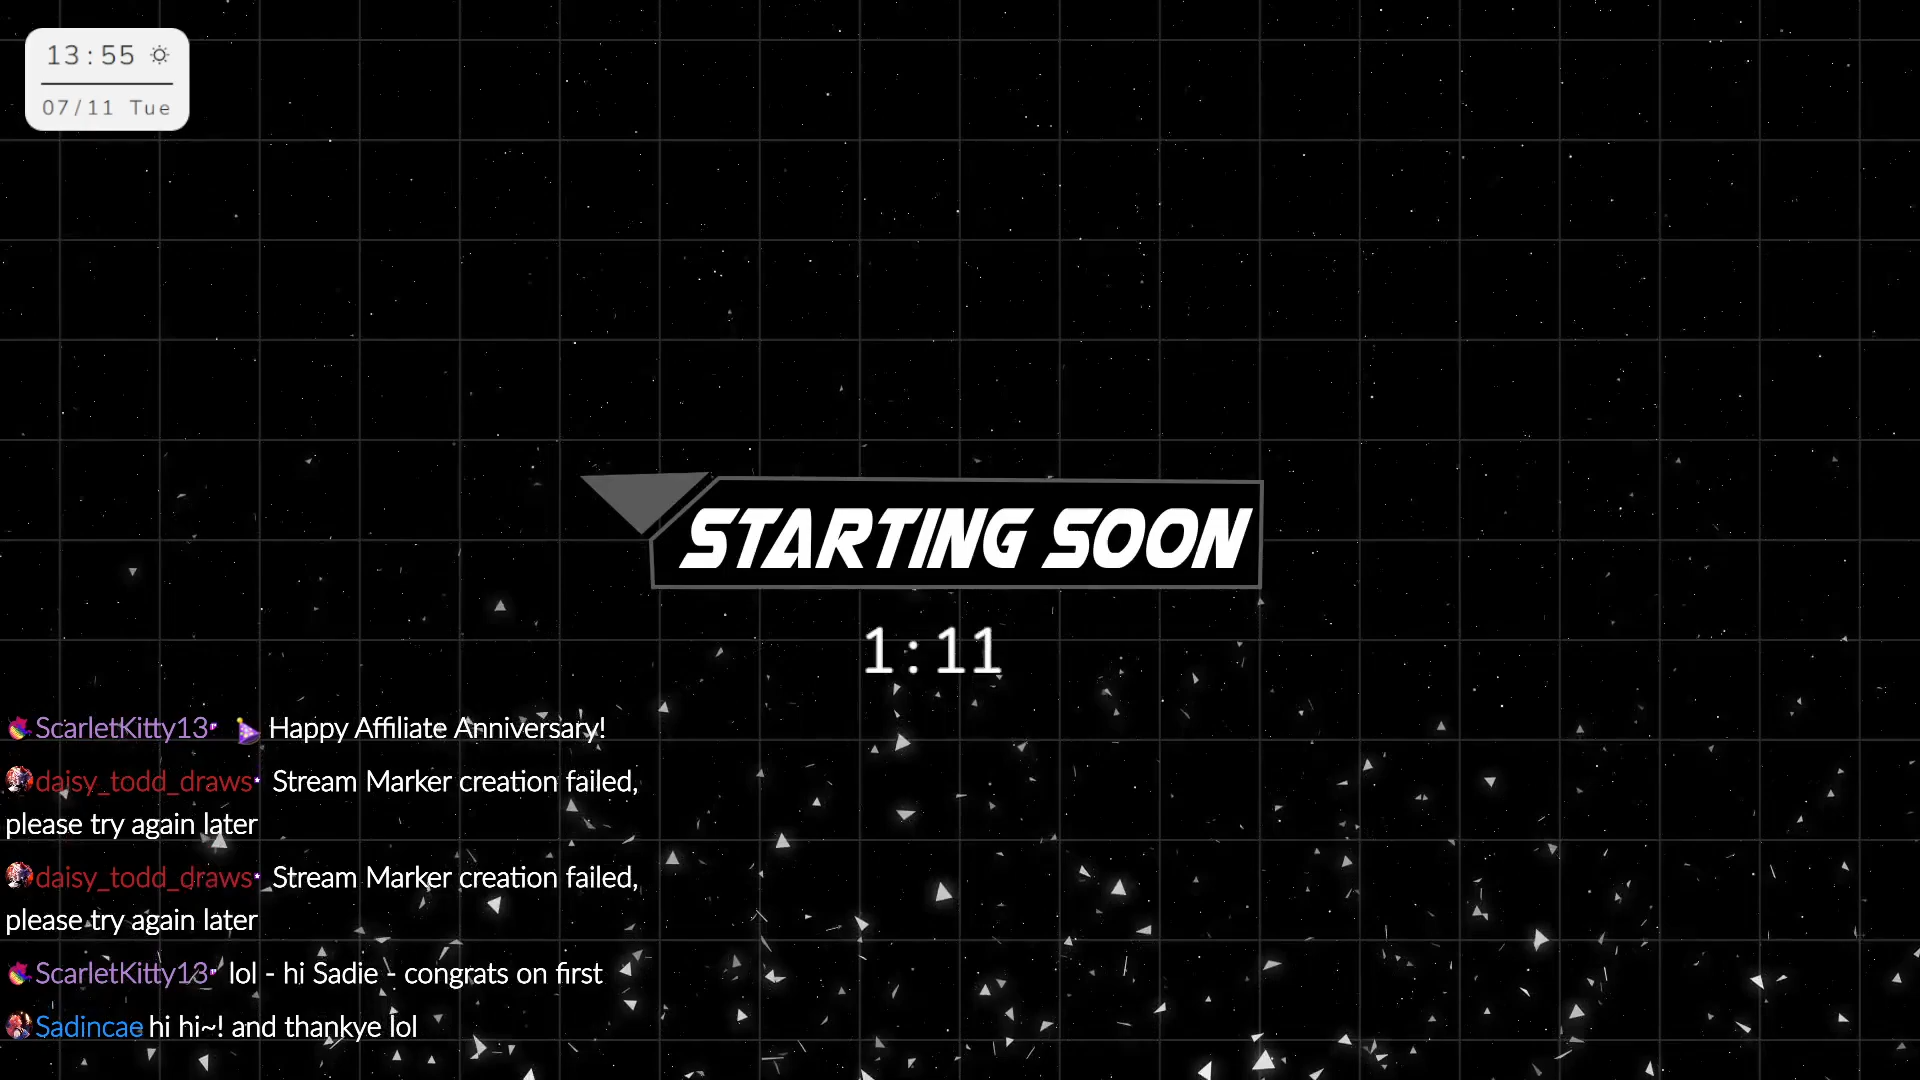 13:55
07/11 Tue
STARTING SOON
1:11
ScarletKitty13 Happy Affiliate Anniversary!
daisy_todd_draws Stream Marker creation failed,
please try again later
daisy_todd_draws Stream Marker creation failed,
please try again later
ScarletKitty13 lol - hi Sadie - congrats on first
Sadincae hi hi~! and thankye lol